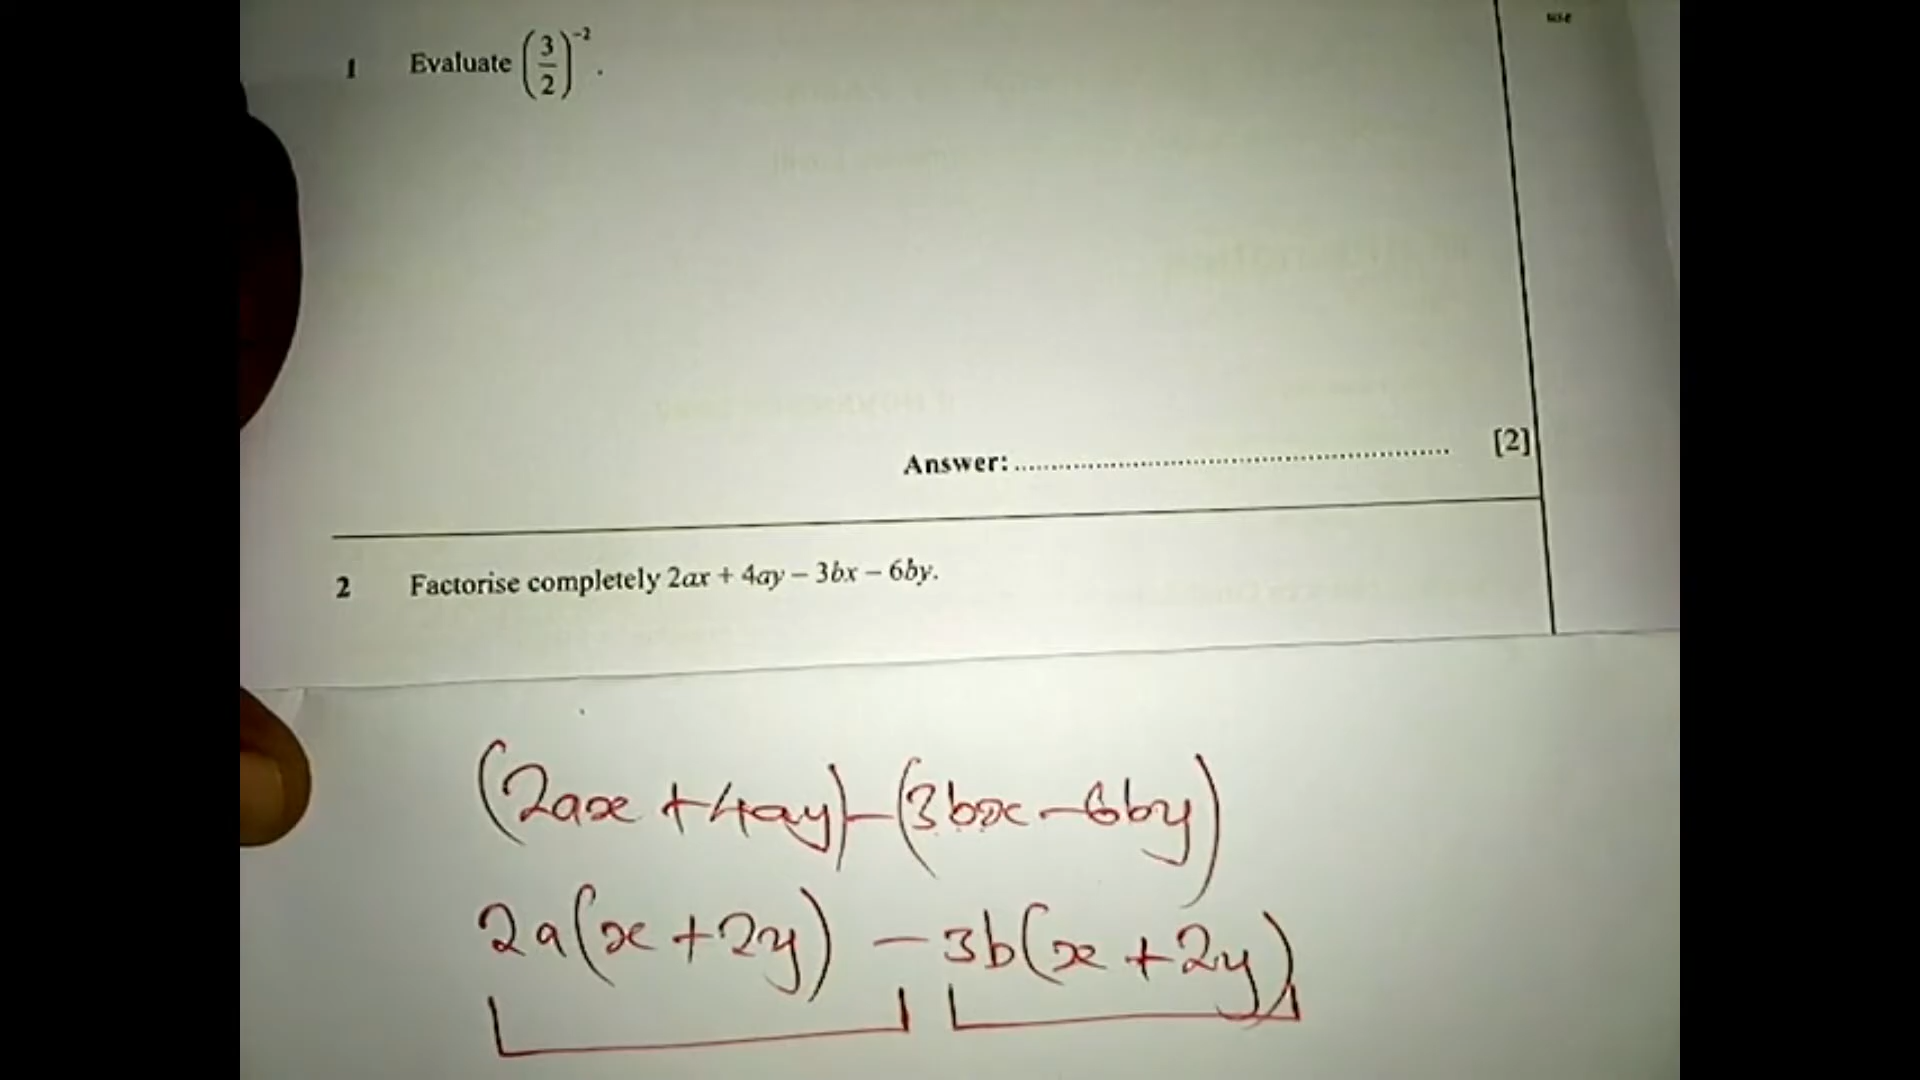 use
1 Evaluate (3/2)^-2.
Answer: ........................................ [2]
2 Factorise completely 2ax + 4ay – 3bx – 6by.
(2ax + 4ay) - (3bx - 6by)
2a(x + 2y) - 3b(x + 2y)